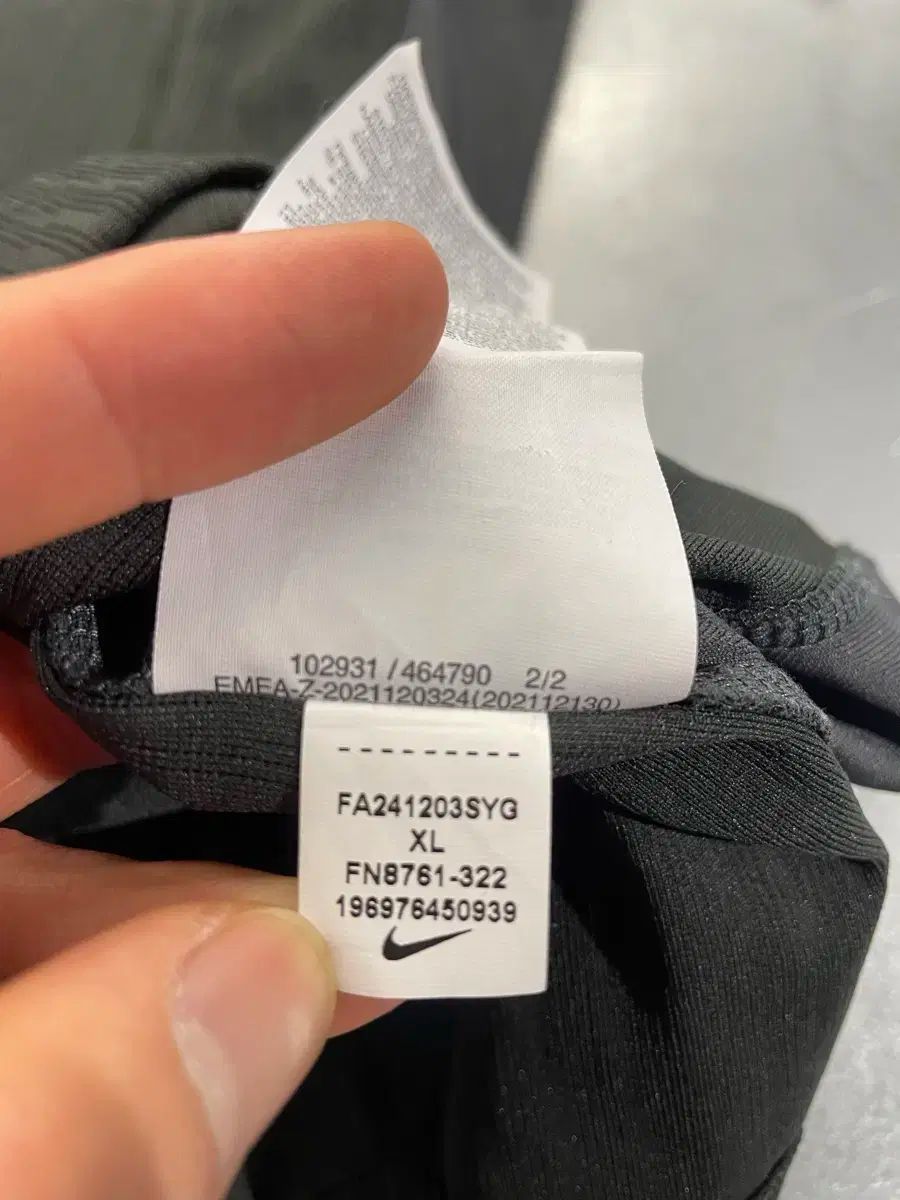 102931 / 464790 2/2
EMEA-Z-2021120324(202112130)
---------
FA241203SYG
XL
FN8761-322
196976450939